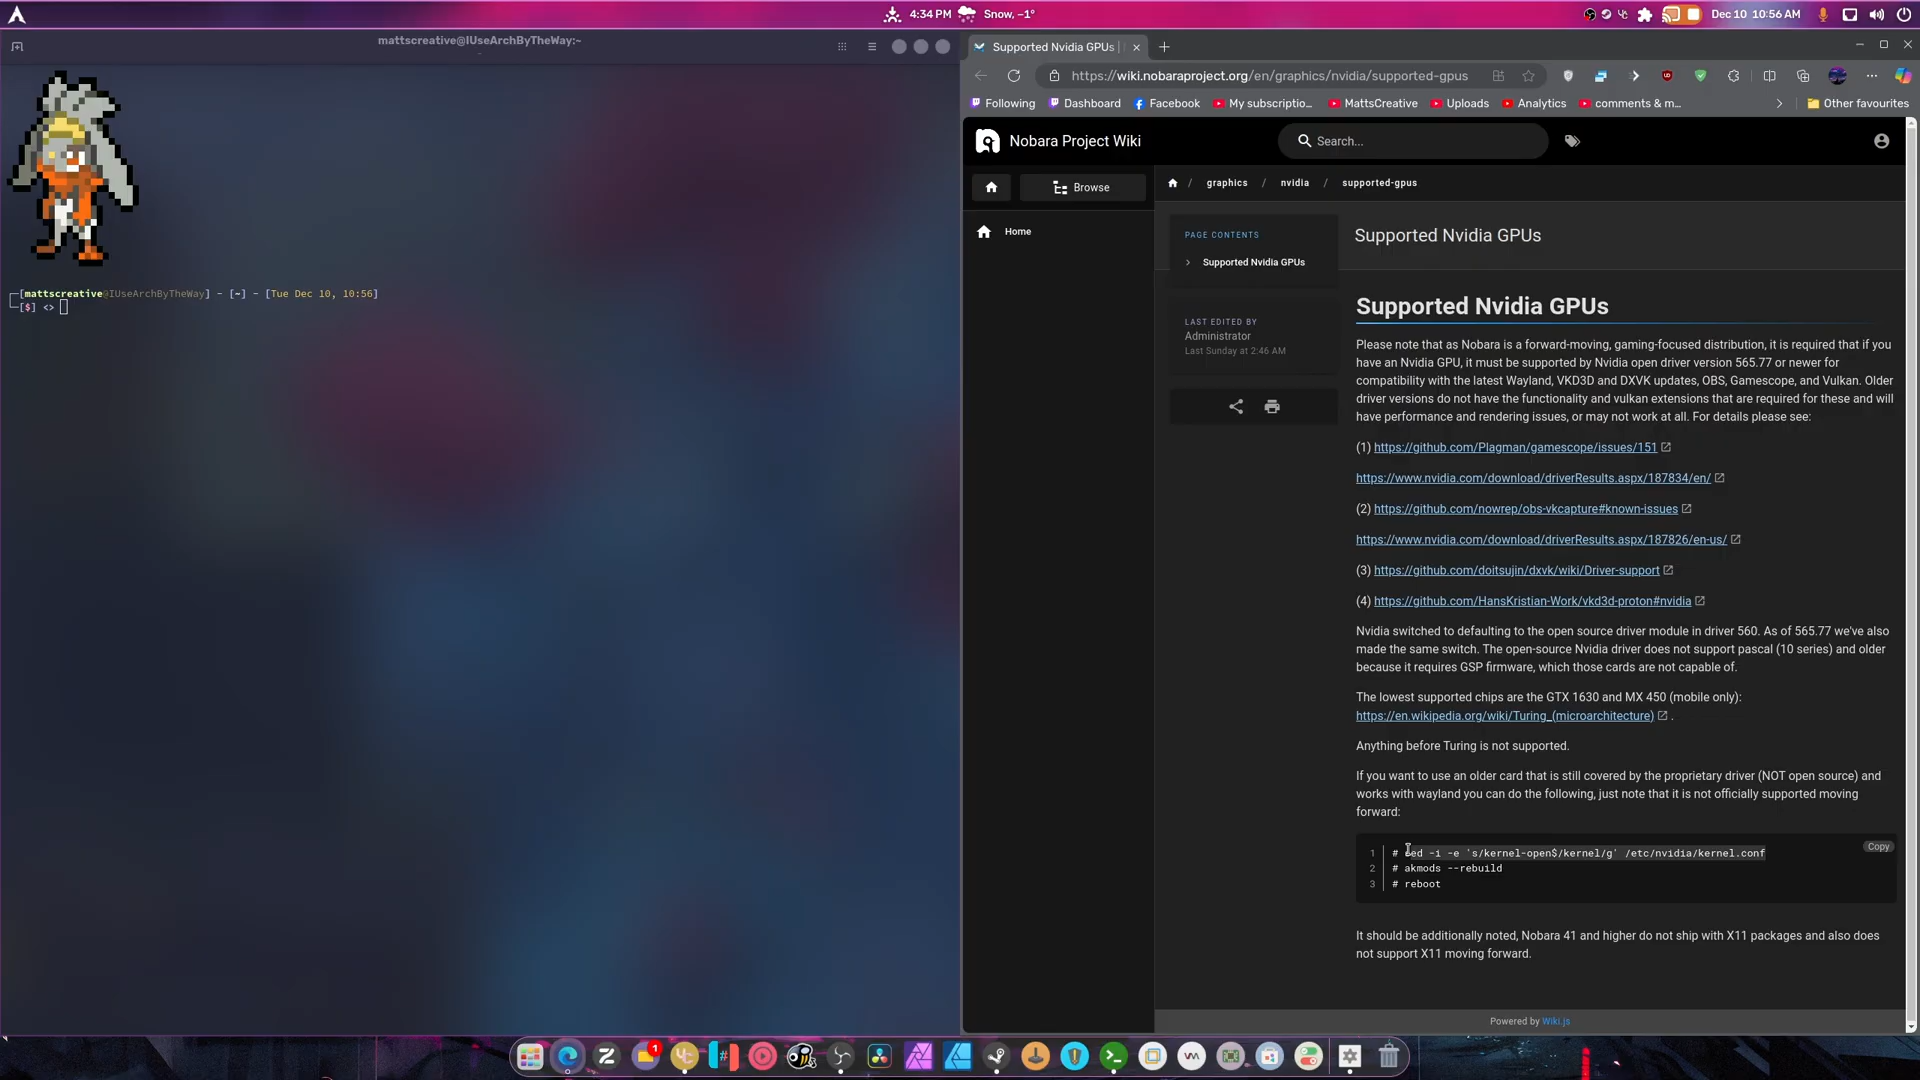 4:34 PM
Snow, −1°
Dec 10 10:56 AM
mattscreative@IUseArchByTheWay:~
┌─[mattscreative@IUseArchByTheWay] - [~] - [Tue Dec 10, 10:56]
└─[$] <>
Supported Nvidia GPUs |
https://wiki.nobaraproject.org/en/graphics/nvidia/supported-gpus
Following
Dashboard
Facebook
My subscriptio...
MattsCreative
Uploads
Analytics
comments & m...
Other favourites
Nobara Project Wiki
Search...
Browse
Home
/ graphics / nvidia / supported-gpus
PAGE CONTENTS
Supported Nvidia GPUs
LAST EDITED BY
Administrator
Last Sunday at 2:46 AM
Supported Nvidia GPUs
Supported Nvidia GPUs
Please note that as Nobara is a forward-moving, gaming-focused distribution, it is required that if you
have an Nvidia GPU, it must be supported by Nvidia open driver version 565.77 or newer for
compatibility with the latest Wayland, VKD3D and DXVK updates, OBS, Gamescope, and Vulkan. Older
driver versions do not have the functionality and vulkan extensions that are required for these and will
have performance and rendering issues, or may not work at all. For details please see:
(1) https://github.com/Plagman/gamescope/issues/151
https://www.nvidia.com/download/driverResults.aspx/187834/en/
(2) https://github.com/nowrep/obs-vkcapture#known-issues
https://www.nvidia.com/download/driverResults.aspx/187826/en-us/
(3) https://github.com/doitsujin/dxvk/wiki/Driver-support
(4) https://github.com/HansKristian-Work/vkd3d-proton#nvidia
Nvidia switched to defaulting to the open source driver module in driver 560. As of 565.77 we've also
made the same switch. The open-source Nvidia driver does not support pascal (10 series) and older
because it requires GSP firmware, which those cards are not capable of.
The lowest supported chips are the GTX 1630 and MX 450 (mobile only):
https://en.wikipedia.org/wiki/Turing_(microarchitecture) .
Anything before Turing is not supported.
If you want to use an older card that is still covered by the proprietary driver (NOT open source) and
works with wayland you can do the following, just note that it is not officially supported moving
forward:
Copy
1 # sed -i -e 's/kernel-open$/kernel/g' /etc/nvidia/kernel.conf
2 # akmods --rebuild
3 # reboot
It should be additionally noted, Nobara 41 and higher do not ship with X11 packages and also does
not support X11 moving forward.
Powered by Wiki.js
1